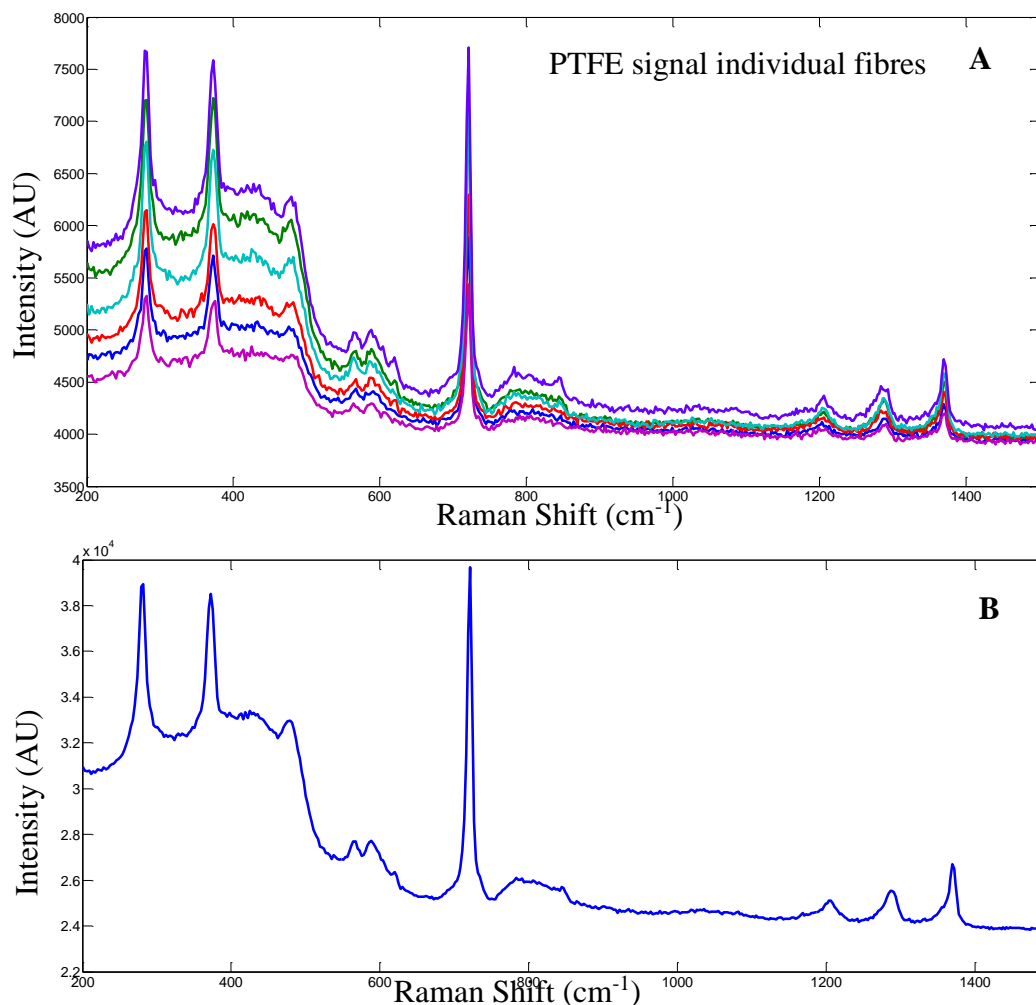 8000
PTFE signal individual fibres
A
7500
7000
6500
6000
5500
5000
4500
4000
3500
Intensity (AU)
200 400 600 800 1000 1200 1400
Raman Shift (cm-1)
x 10^4
4
B
3.8
3.6
3.4
3.2
3
2.8
2.6
2.4
2.2
Intensity (AU)
200 400 600 800 1000 1200 1400
Raman Shift (cm-1)